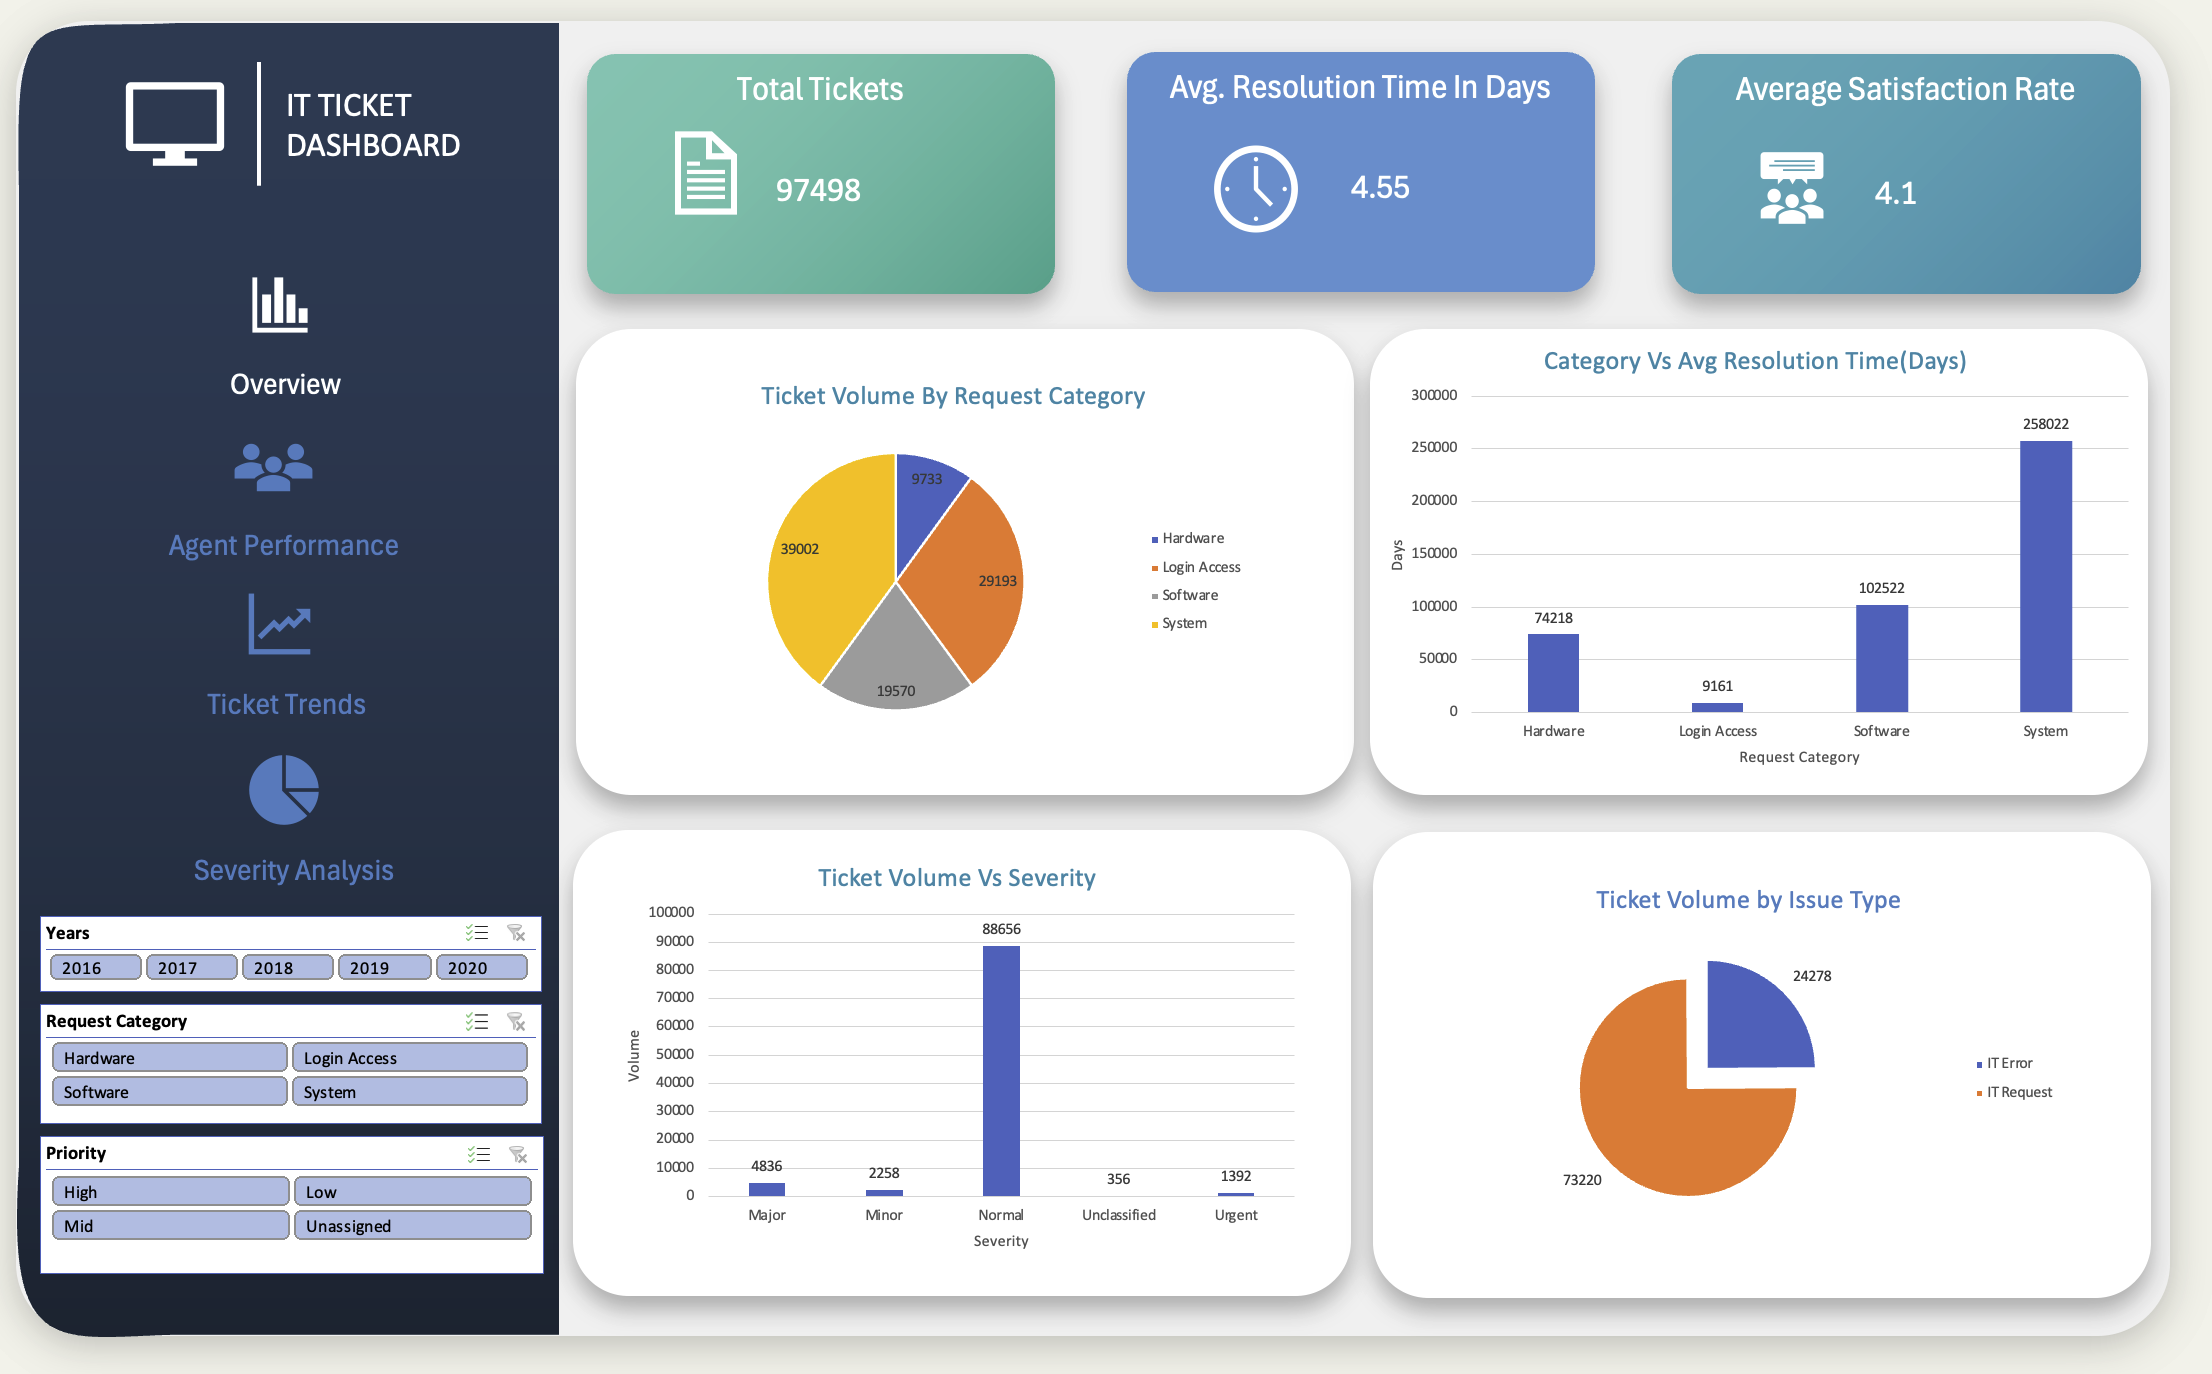 IT TICKET
DASHBOARD
Overview
Agent Performance
Ticket Trends
Severity Analysis
Years
2016 2017 2018 2019 2020
Request Category
Hardware Login Access
Software System
Priority
High Low
Mid Unassigned
Total Tickets
97498
Avg. Resolution Time In Days
4.55
Average Satisfaction Rate
4.1
Ticket Volume By Request Category
9733
29193
19570
39002
Hardware
Login Access
Software
System
Category Vs Avg Resolution Time(Days)
300000
250000
200000
150000
100000
50000
0
Days
74218
9161
102522
258022
Hardware Login Access Software System
Request Category
Ticket Volume Vs Severity
100000
90000
80000
70000
60000
50000
40000
30000
20000
10000
0
Volume
4836
2258
88656
356
1392
Major Minor Normal Unclassified Urgent
Severity
Ticket Volume by Issue Type
24278
73220
IT Error
IT Request